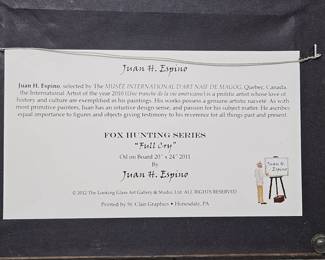 Juan H. Espino
Juan H. Espino, selected by The MUSÉE INTERNATIONAL D'ART NAÏF DE MAGOG, Quebec, Canada,
the International Artist of the year 2010 (Une tranche de la vie américaine) is a prolific artist whose love of
history and culture are exemplified in his paintings. His works possess a genuine artistic naiveté. As with
most primitive painters, Juan has an intuitive design sense, and passion for his subject matter. He ascribes
equal importance to figures and objects giving testimony to his reverence for all things past and present.
FOX HUNTING SERIES
"Full Cry"
Oil on Board 20" x 24" 2011
By
Juan H. Espino
© 2012 The Looking Glass Art Gallery & Studio, Ltd. ALL RIGHTS RESERVED
Printed by St. Clair Graphics • Honesdale, PA
Juan H.
Espino